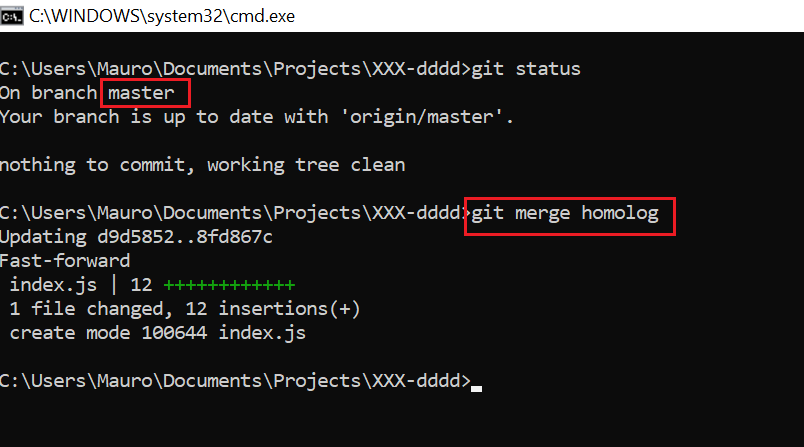 C:\WINDOWS\system32\cmd.exe
C:\Users\Mauro\Documents\Projects\XXX-dddd>git status
On branch master
Your branch is up to date with 'origin/master'.
nothing to commit, working tree clean
C:\Users\Mauro\Documents\Projects\XXX-dddd>git merge homolog
Updating d9d5852..8fd867c
Fast-forward
 index.js | 12 ++++++++++++
 1 file changed, 12 insertions(+)
 create mode 100644 index.js
C:\Users\Mauro\Documents\Projects\XXX-dddd>